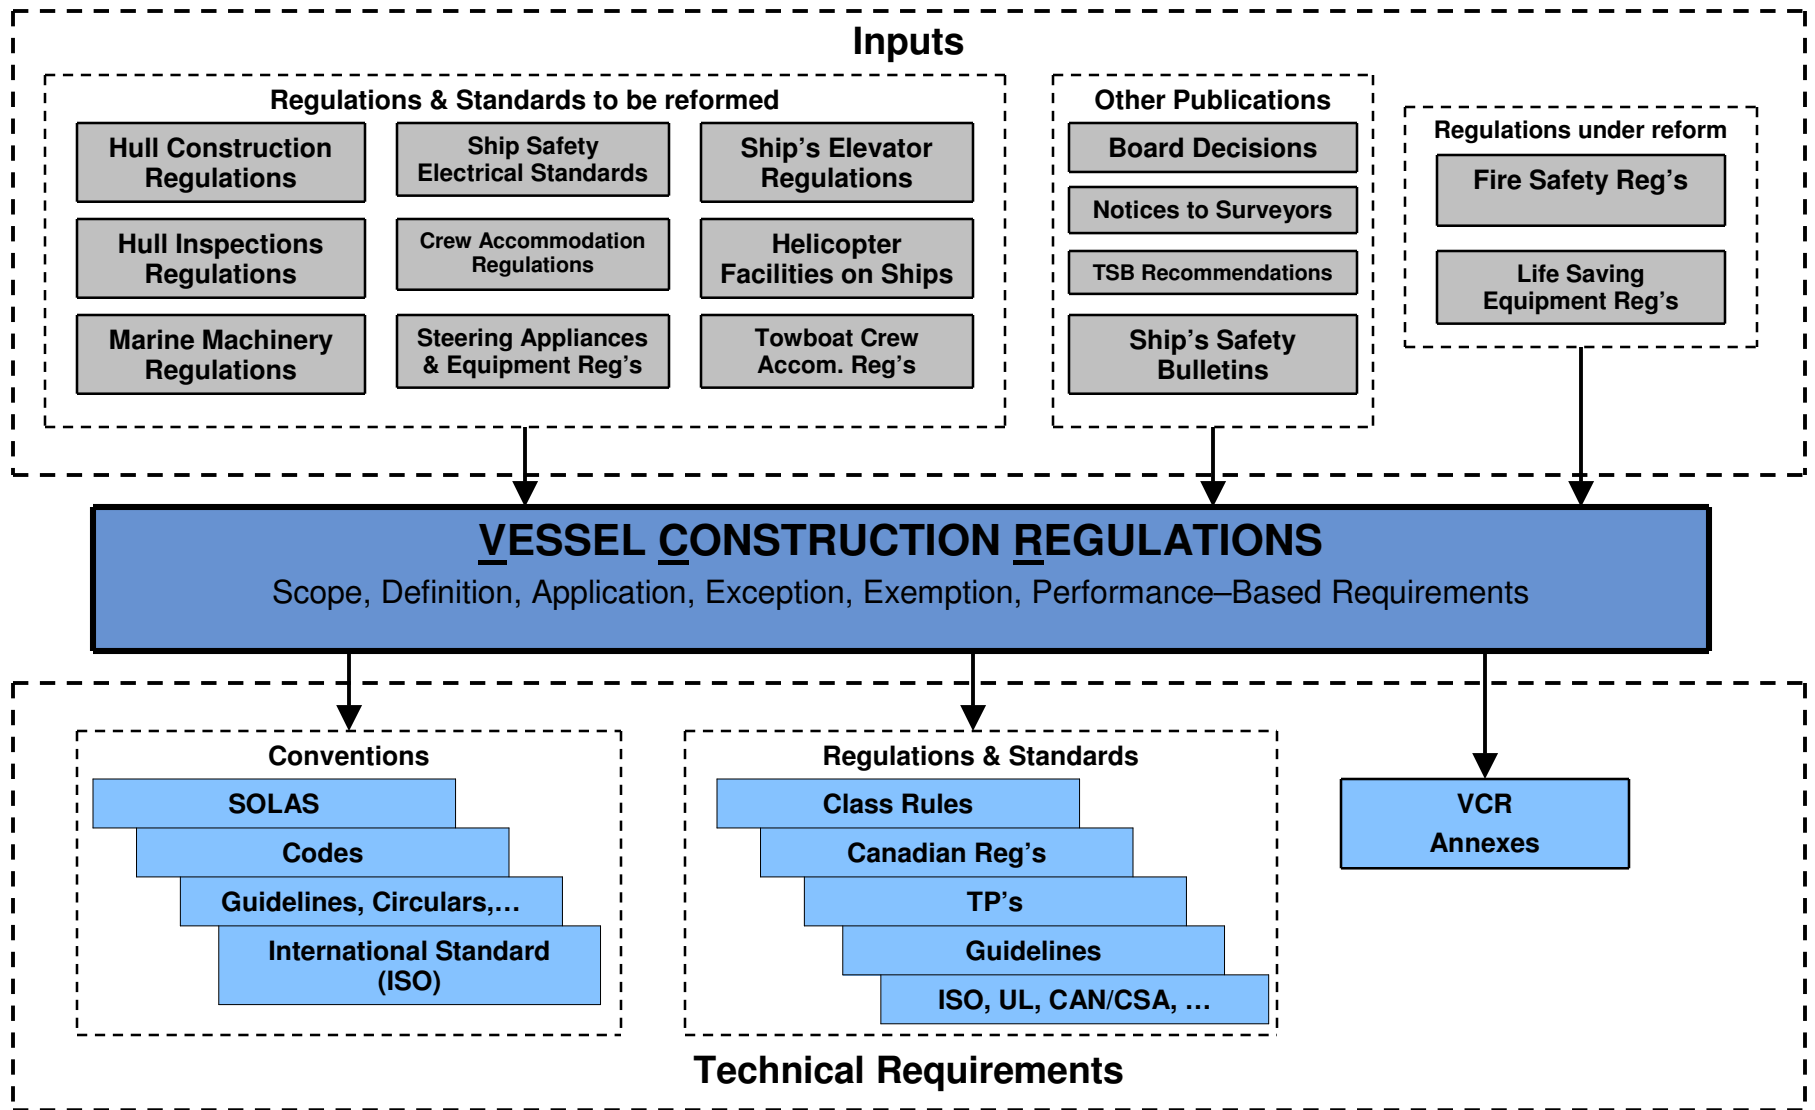 Inputs
Regulations & Standards to be reformed
Hull Construction
Regulations
Ship Safety
Electrical Standards
Ship’s Elevator
Regulations
Hull Inspections
Regulations
Crew Accommodation
Regulations
Helicopter
Facilities on Ships
Marine Machinery
Regulations
Steering Appliances
& Equipment Reg’s
Towboat Crew
Accom. Reg’s
Other Publications
Board Decisions
Notices to Surveyors
TSB Recommendations
Ship’s Safety
Bulletins
Regulations under reform
Fire Safety Reg’s
Life Saving
Equipment Reg’s
VESSEL CONSTRUCTION REGULATIONS
Scope, Definition, Application, Exception, Exemption, Performance–Based Requirements
Conventions
SOLAS
Codes
Guidelines, Circulars,…
International Standard
(ISO)
Regulations & Standards
Class Rules
Canadian Reg’s
TP’s
Guidelines
ISO, UL, CAN/CSA, …
VCR
Annexes
Technical Requirements